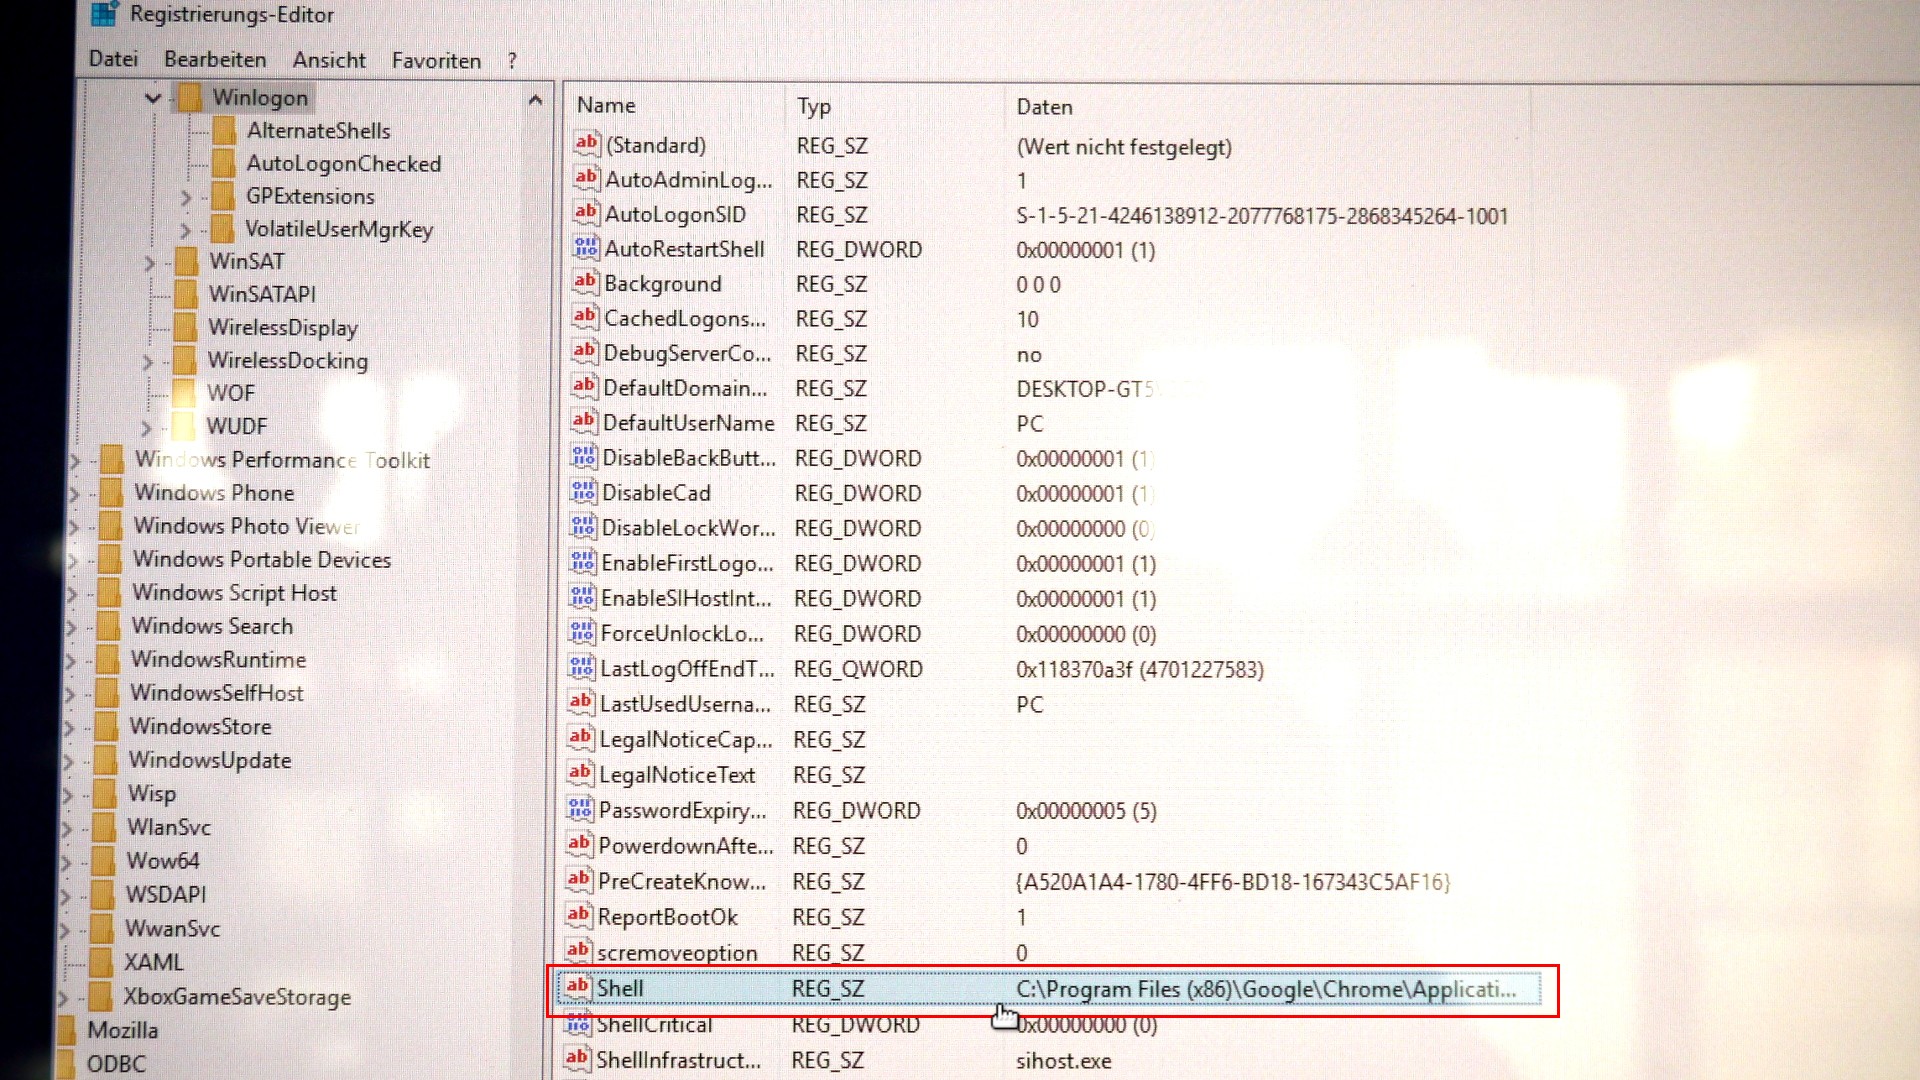 Registrierungs-Editor
Datei Bearbeiten Ansicht Favoriten ?
Winlogon
AlternateShells
AutoLogonChecked
GPExtensions
VolatileUserMgrKey
WinSAT
WinSATAPI
WirelessDisplay
WirelessDocking
WOF
WUDF
Windows Performance Toolkit
Windows Phone
Windows Photo Viewer
Windows Portable Devices
Windows Script Host
Windows Search
WindowsRuntime
WindowsSelfHost
WindowsStore
WindowsUpdate
Wisp
WlanSvc
Wow64
WSDAPI
WwanSvc
XAML
XboxGameSaveStorage
Mozilla
ODBC
Name Typ Daten
(Standard) REG_SZ (Wert nicht festgelegt)
AutoAdminLog... REG_SZ 1
AutoLogonSID REG_SZ S-1-5-21-4246138912-2077768175-2868345264-1001
AutoRestartShell REG_DWORD 0x00000001 (1)
Background REG_SZ 0 0 0
CachedLogons... REG_SZ 10
DebugServerCo... REG_SZ no
DefaultDomain... REG_SZ DESKTOP-GT5
DefaultUserName REG_SZ PC
DisableBackButt... REG_DWORD 0x00000001 (1)
DisableCad REG_DWORD 0x00000001 (1)
DisableLockWor... REG_DWORD 0x00000000 (0)
EnableFirstLogo... REG_DWORD 0x00000001 (1)
EnableSIHostInt... REG_DWORD 0x00000001 (1)
ForceUnlockLo... REG_DWORD 0x00000000 (0)
LastLogOffEndT... REG_QWORD 0x118370a3f (4701227583)
LastUsedUserna... REG_SZ PC
LegalNoticeCap... REG_SZ
LegalNoticeText REG_SZ
PasswordExpiry... REG_DWORD 0x00000005 (5)
PowerdownAfte... REG_SZ 0
PreCreateKnow... REG_SZ {A520A1A4-1780-4FF6-BD18-167343C5AF16}
ReportBootOk REG_SZ 1
scremoveoption REG_SZ 0
Shell REG_SZ C:\Program Files (x86)\Google\Chrome\Applicati...
ShellCritical REG_DWORD 0x00000000 (0)
ShellInfrastruct... REG_SZ sihost.exe